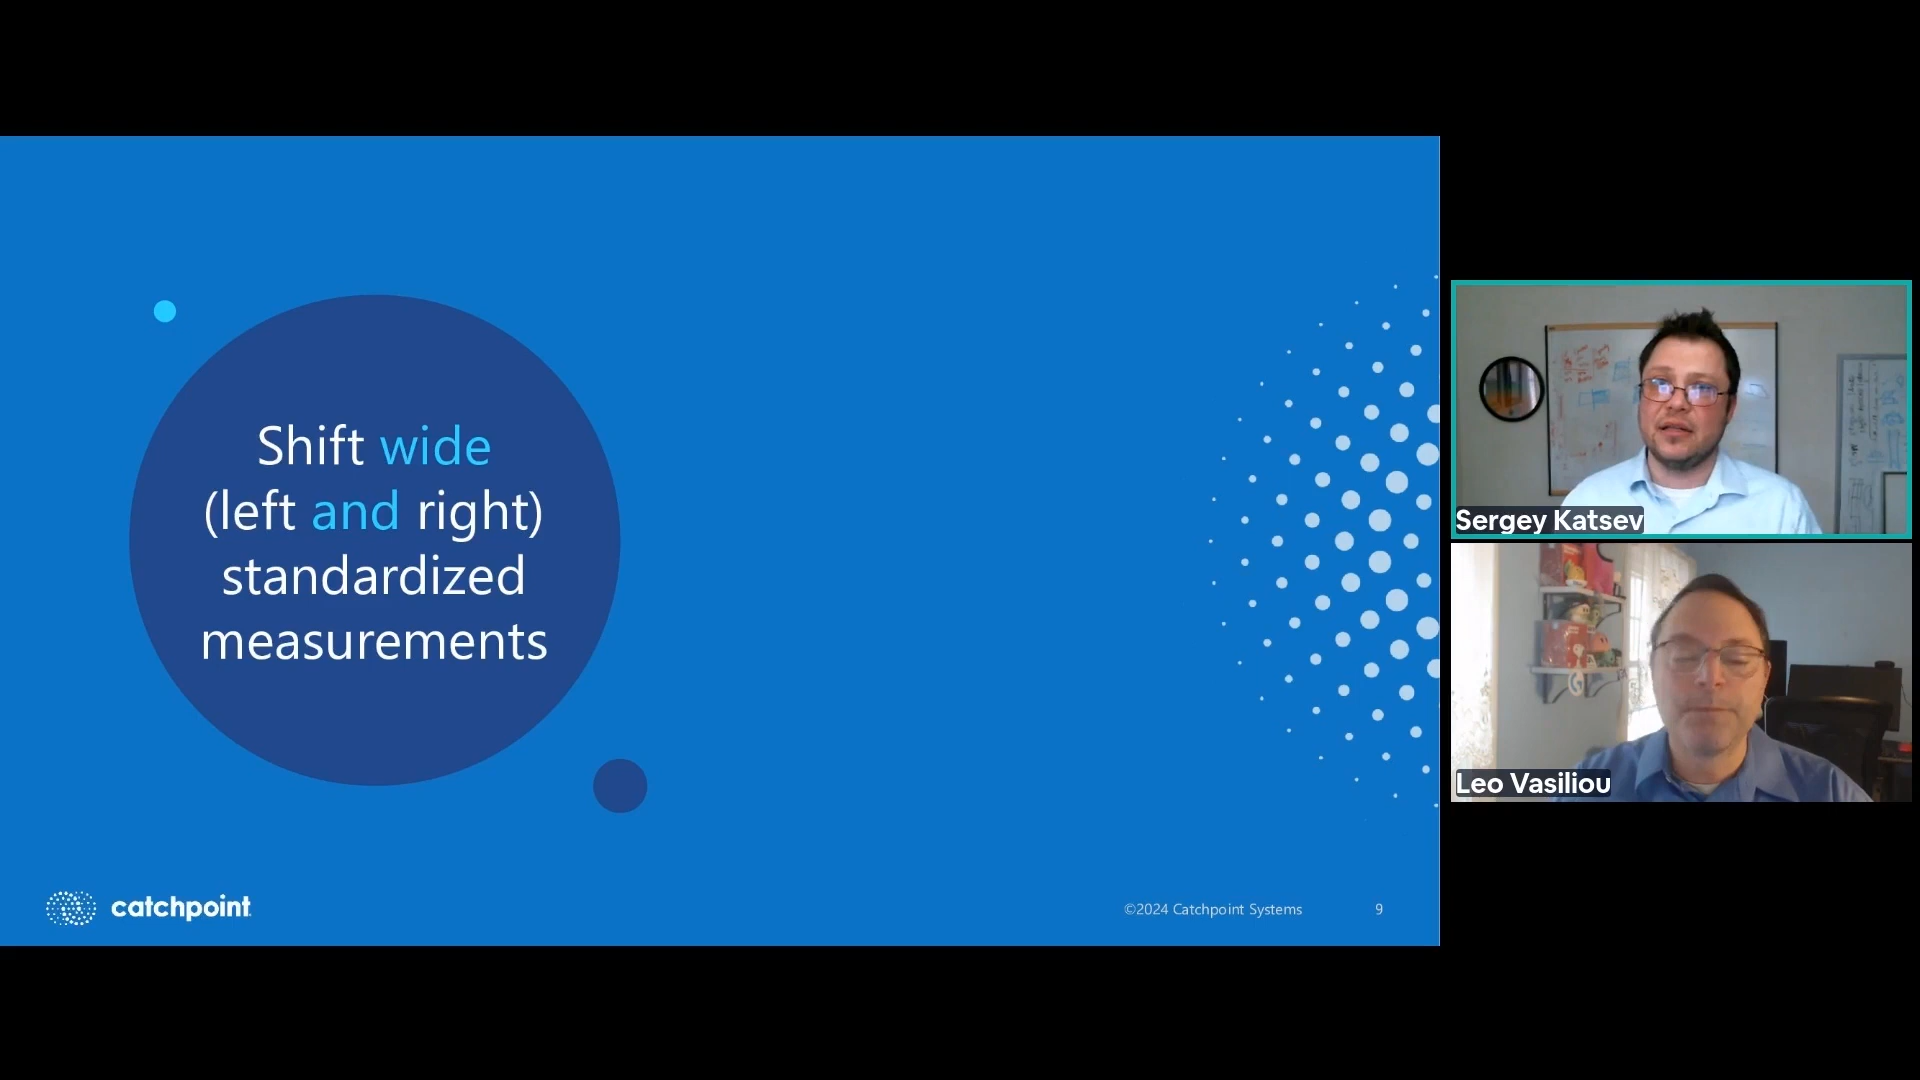 Shift wide
(left and right)
standardized
measurements
catchpoint
©2024 Catchpoint Systems
9
Sergey Katsev
Leo Vasiliou